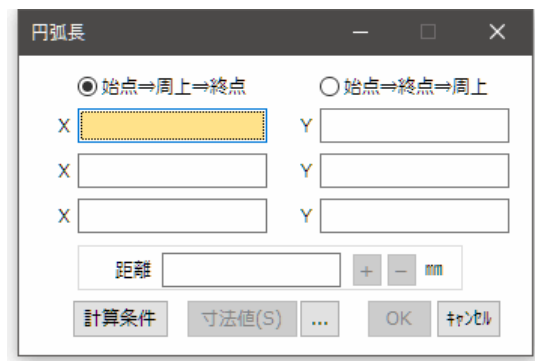 円弧長
始点⇒周上⇒終点 始点⇒終点⇒周上
X Y
X Y
X Y
距離 + − mm
計算条件 寸法値(S) ... OK ｷｬﾝｾﾙ